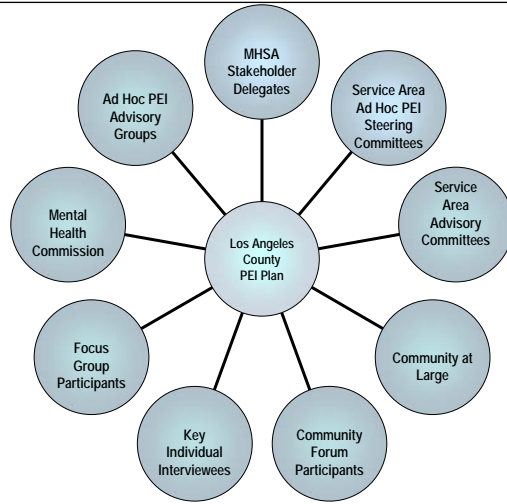 MHSA
Stakeholder
Delegates
Service Area
Ad Hoc PEI
Steering
Committees
Service
Area
Advisory
Committees
Community at
Large
Community
Forum
Participants
Key
Individual
Interviewees
Focus
Group
Participants
Mental
Health
Commission
Ad Hoc PEI
Advisory
Groups
Los Angeles
County
PEI Plan